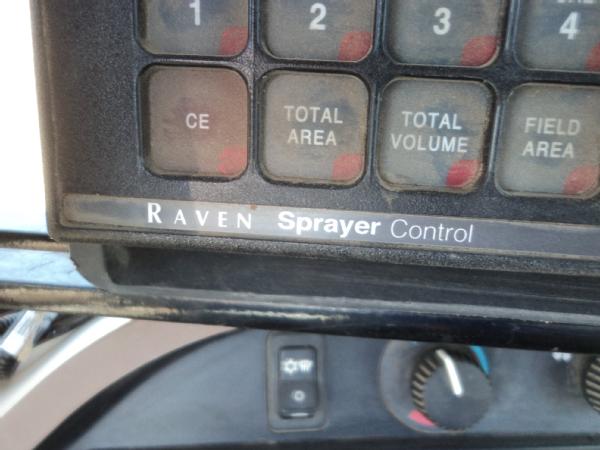 1 2 3 4
CE TOTAL AREA TOTAL VOLUME FIELD AREA
RAVEN Sprayer Control